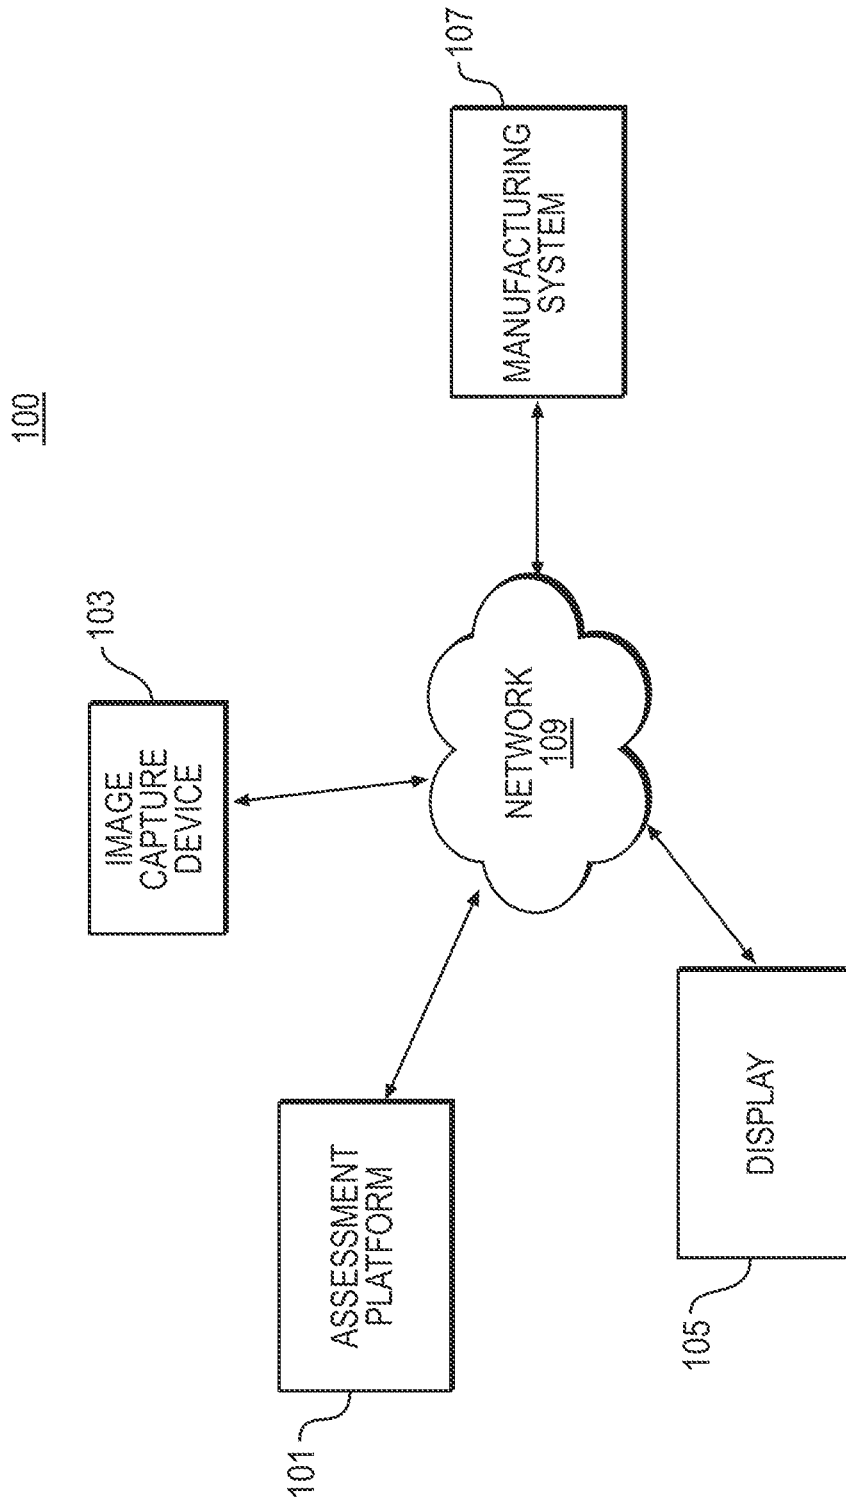 100
103
IMAGE
CAPTURE
DEVICE
107
MANUFACTURING
SYSTEM
NETWORK
109
ASSESSMENT
PLATFORM
101
DISPLAY
105